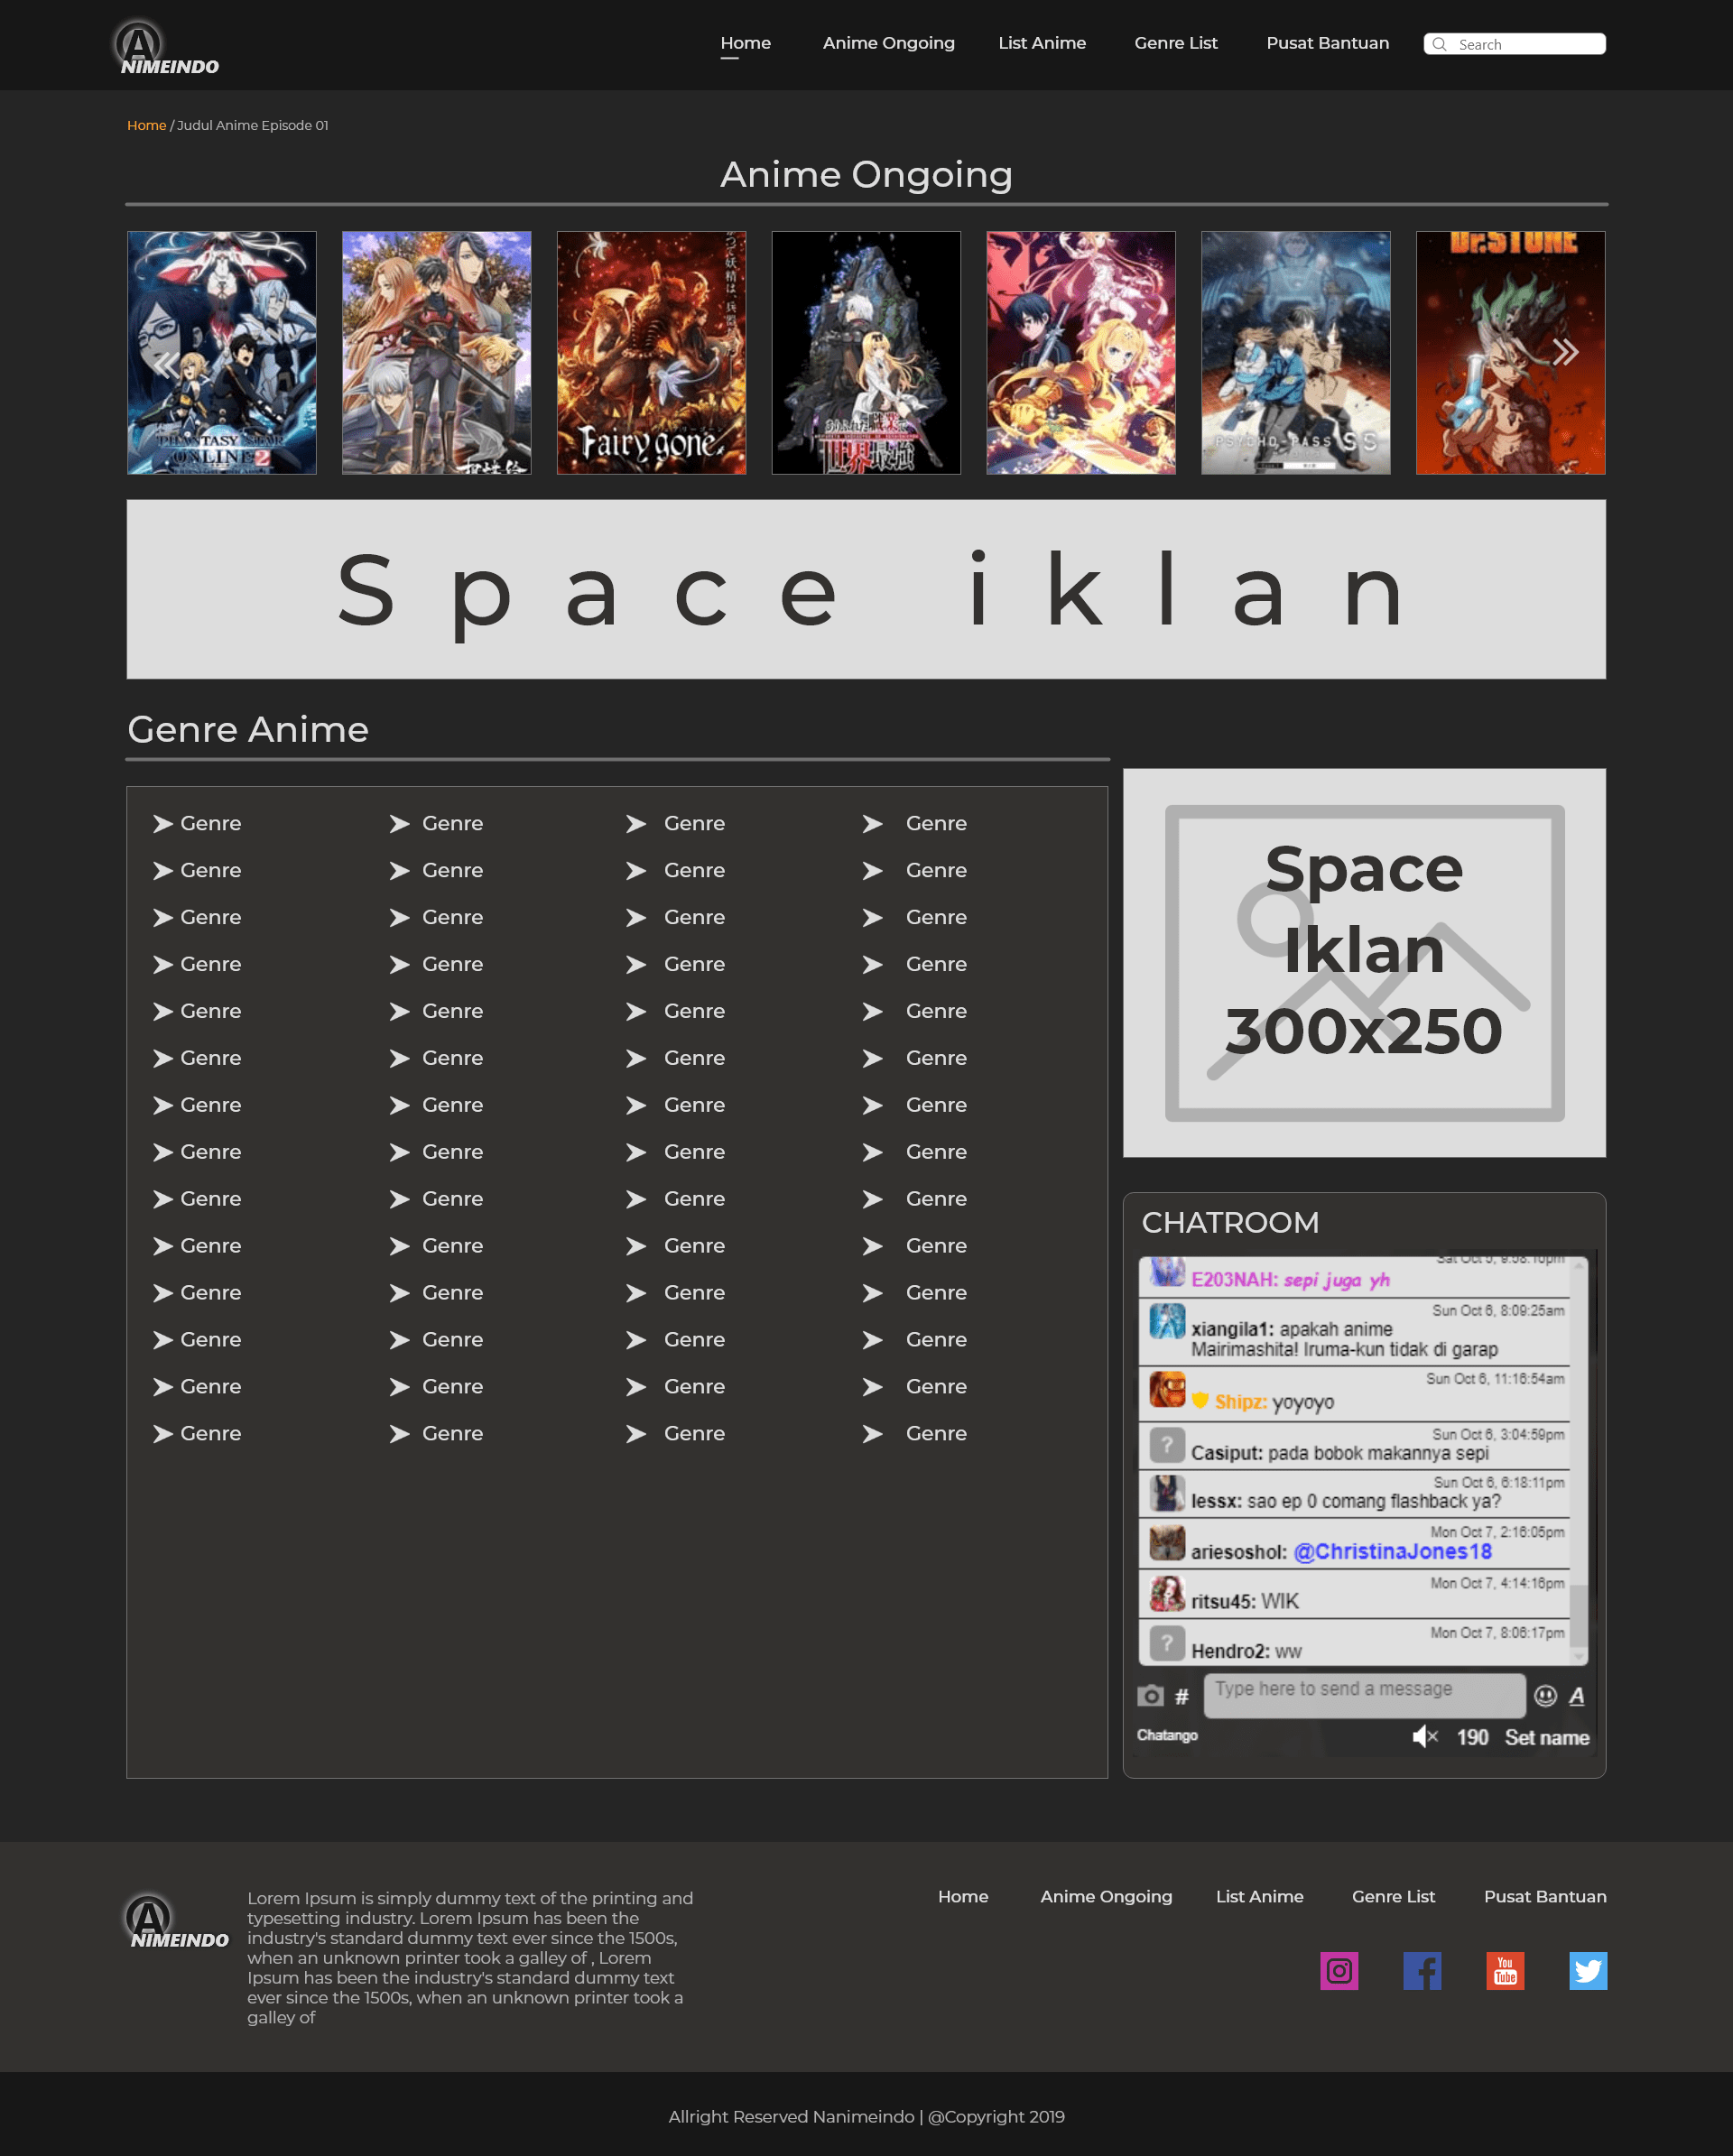 ANIMEINDO
Home Anime Ongoing List Anime Genre List Pusat Bantuan Search
Home / Judul Anime Episode 01
Anime Ongoing
PHANTASY STAR
ONLINE 2
Fairy gone
世界最強
PSYCHO-PASS SS
Dr.STONE
Space iklan
Genre Anime
Genre Genre Genre Genre
Genre Genre Genre Genre
Genre Genre Genre Genre
Genre Genre Genre Genre
Genre Genre Genre Genre
Genre Genre Genre Genre
Genre Genre Genre Genre
Genre Genre Genre Genre
Genre Genre Genre Genre
Genre Genre Genre Genre
Genre Genre Genre Genre
Genre Genre Genre Genre
Genre Genre Genre Genre
Genre Genre Genre Genre
Space
Iklan
300x250
CHATROOM
Sat Oct 5, 9:58:10pm
E203NAH: sepi juga yh
Sun Oct 6, 8:09:25am
xiangila1: apakah anime
Mairimashita! Iruma-kun tidak di garap
Sun Oct 6, 11:16:54am
Shipz: yoyoyo
Sun Oct 6, 3:04:59pm
Casiput: pada bobok makannya sepi
Sun Oct 6, 6:18:11pm
lessx: sao ep 0 comang flashback ya?
Mon Oct 7, 2:16:05pm
ariesoshol: @ChristinaJones18
Mon Oct 7, 4:14:16pm
ritsu45: WIK
Mon Oct 7, 8:06:17pm
Hendro2: ww
# Type here to send a message A
Chatango 190 Set name
ANIMEINDO
Lorem Ipsum is simply dummy text of the printing and
typesetting industry. Lorem Ipsum has been the
industry's standard dummy text ever since the 1500s,
when an unknown printer took a galley of , Lorem
Ipsum has been the industry's standard dummy text
ever since the 1500s, when an unknown printer took a
galley of
Home Anime Ongoing List Anime Genre List Pusat Bantuan
You
Tube
Allright Reserved Nanimeindo | @Copyright 2019